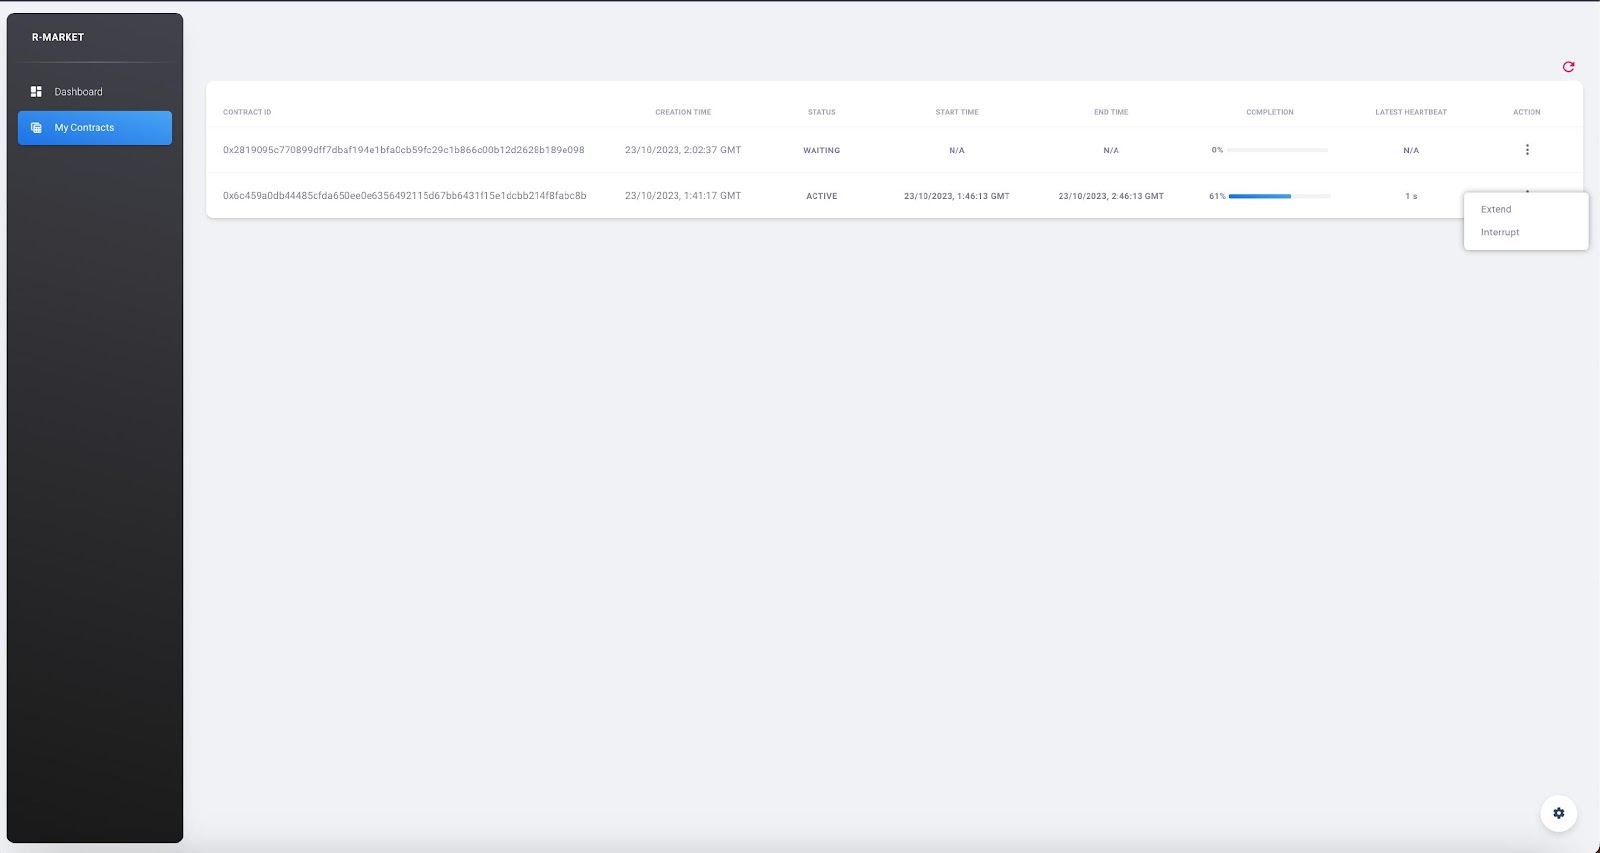 R-MARKET
Dashboard
My Contracts
CONTRACT ID CREATION TIME STATUS START TIME END TIME COMPLETION LATEST HEARTBEAT ACTION
0x2819095c770899dff7dbaf194e1bfa0cb59fc29c1b866c00b12d2628b189e098 23/10/2023, 2:02:37 GMT WAITING N/A N/A 0% N/A
0x6c459a0db44485cfda650ee0e6356492115d67bb6431f15e1dcbb214f8fabc8b 23/10/2023, 1:41:17 GMT ACTIVE 23/10/2023, 1:46:13 GMT 23/10/2023, 2:46:13 GMT 61% 1 s
Extend
Interrupt